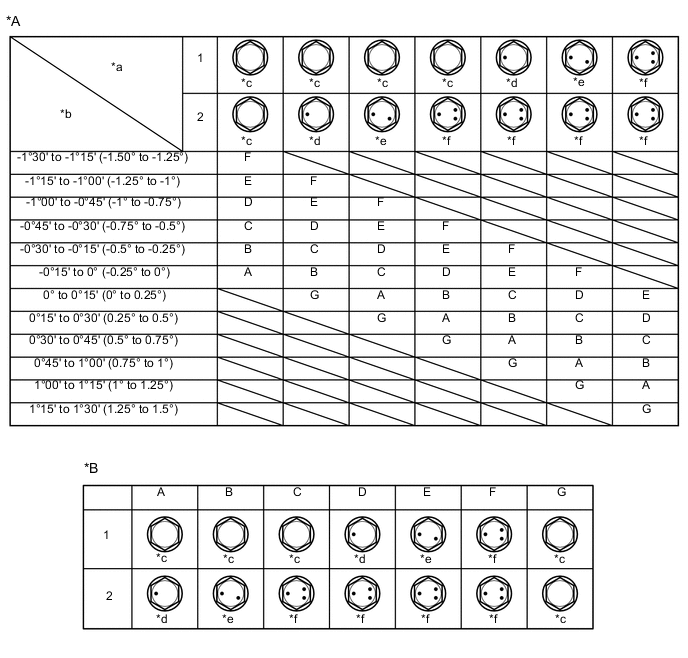 *A
*a
*b
1
*c *c *c *c *d *e *f
2
*c *d *e *f *f *f *f
-1°30' to -1°15' (-1.50° to -1.25°) F
-1°15' to -1°00' (-1.25° to -1°) E F
-1°00' to -0°45' (-1° to -0.75°) D E F
-0°45' to -0°30' (-0.75° to -0.5°) C D E F
-0°30' to -0°15' (-0.5° to -0.25°) B C D E F
-0°15' to 0° (-0.25° to 0°) A B C D E F
0° to 0°15' (0° to 0.25°) G A B C D E
0°15' to 0°30' (0.25° to 0.5°) G A B C D
0°30' to 0°45' (0.5° to 0.75°) G A B C
0°45' to 1°00' (0.75° to 1°) G A B
1°00' to 1°15' (1° to 1.25°) G A
1°15' to 1°30' (1.25° to 1.5°) G
*B
A B C D E F G
1
*c *c *c *d *e *f *c
2
*d *e *f *f *f *f *c